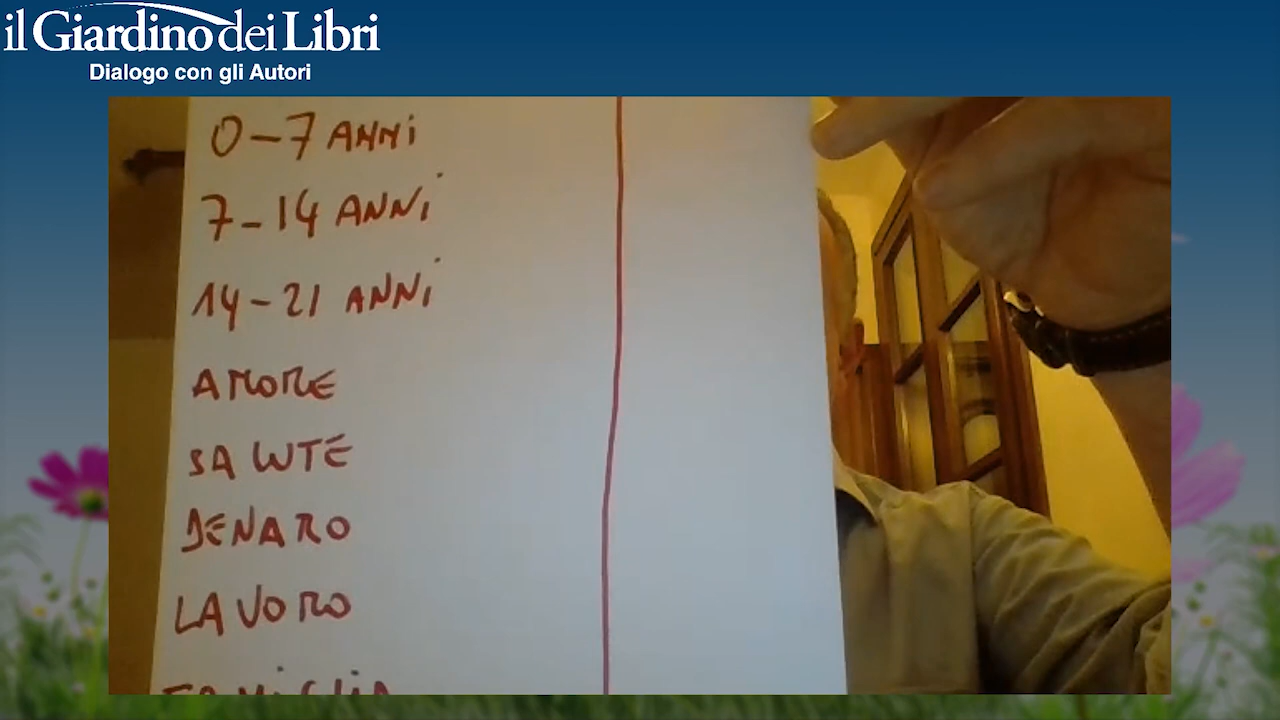 il Giardino dei Libri
Dialogo con gli Autori
0-7 ANNi
7-14 ANNi
14-21 ANNi
AMORE
SALUTE
DENARO
LAVORO
FAMiGLiA